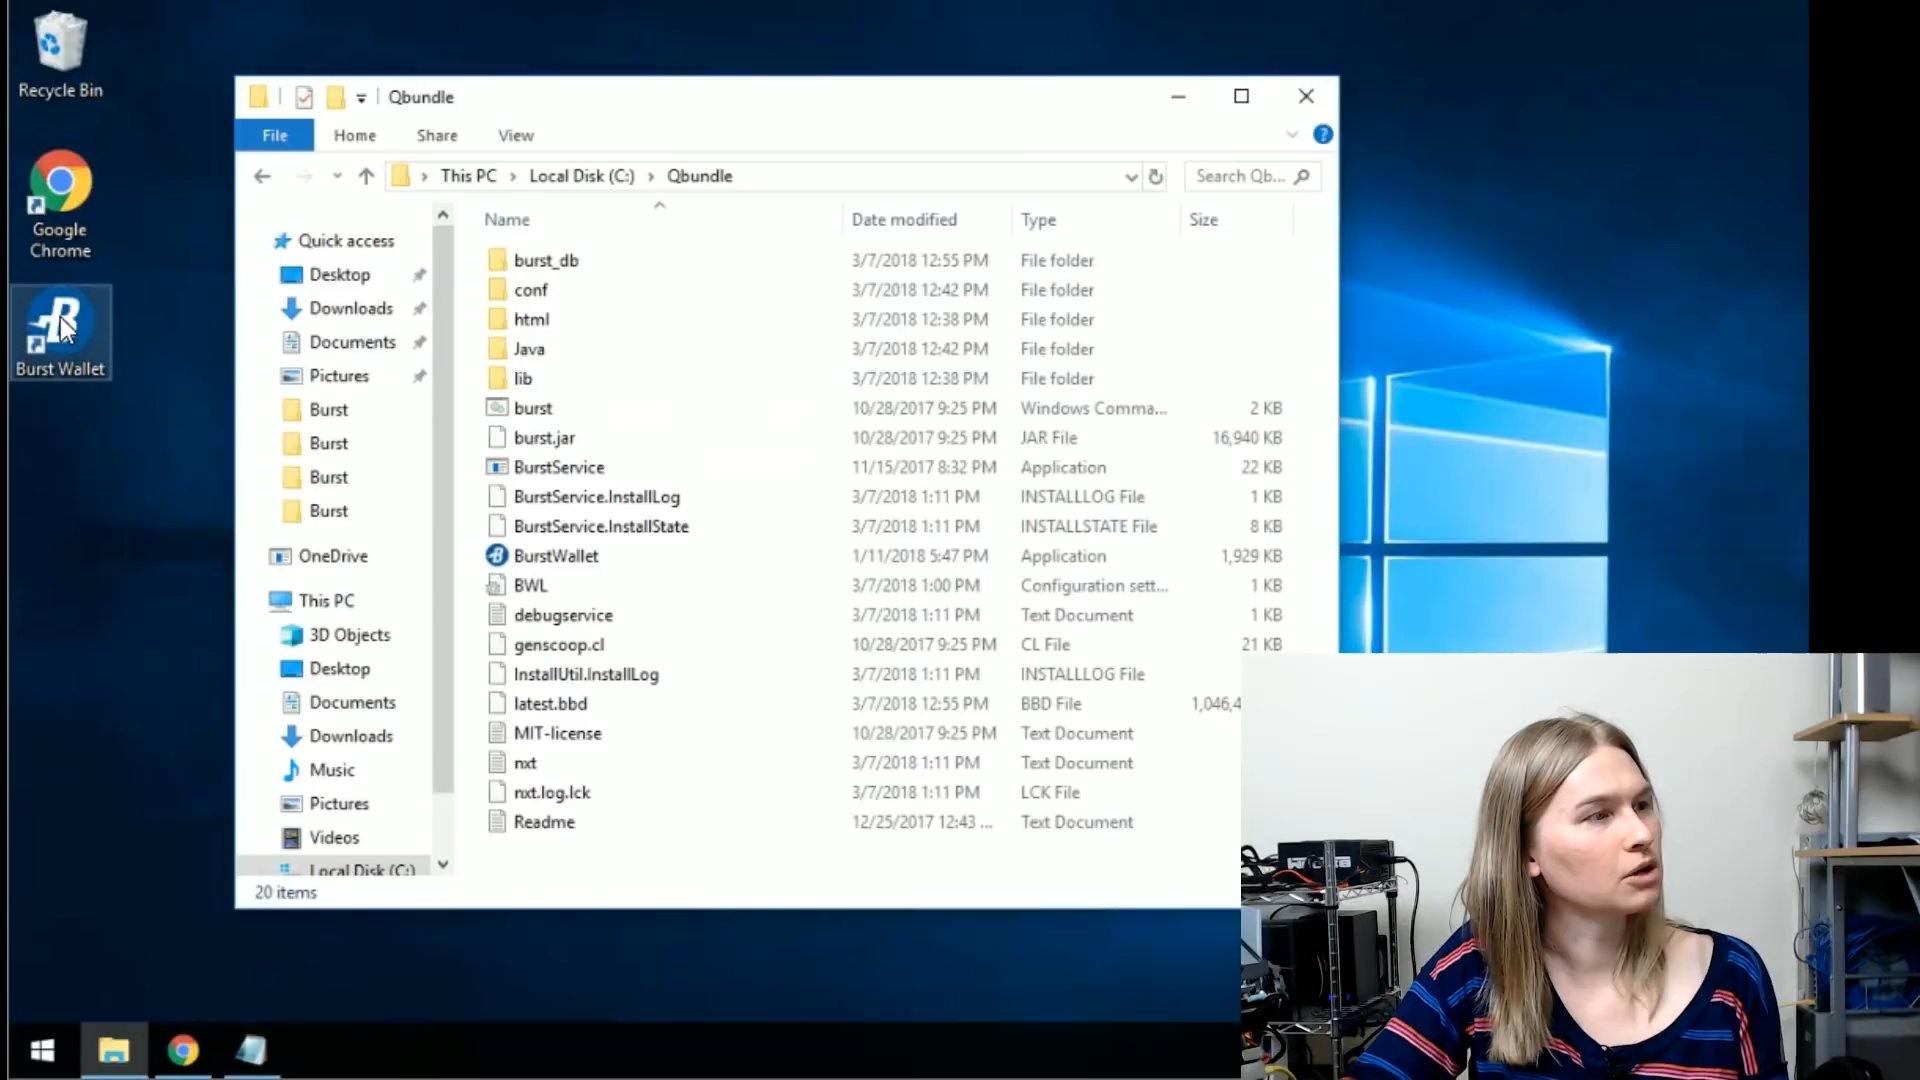 Recycle Bin
Google
Chrome
Burst Wallet
Qbundle
File Home Share View
This PC Local Disk (C:) Qbundle
Search Qb...
Quick access
Desktop
Downloads
Documents
Pictures
Burst
Burst
Burst
Burst
OneDrive
This PC
3D Objects
Desktop
Documents
Downloads
Music
Pictures
Videos
Local Disk (C:)
Name Date modified Type Size
burst_db 3/7/2018 12:55 PM File folder
conf 3/7/2018 12:42 PM File folder
html 3/7/2018 12:38 PM File folder
Java 3/7/2018 12:42 PM File folder
lib 3/7/2018 12:38 PM File folder
burst 10/28/2017 9:25 PM Windows Comma... 2 KB
burst.jar 10/28/2017 9:25 PM JAR File 16,940 KB
BurstService 11/15/2017 8:32 PM Application 22 KB
BurstService.InstallLog 3/7/2018 1:11 PM INSTALLLOG File 1 KB
BurstService.InstallState 3/7/2018 1:11 PM INSTALLSTATE File 8 KB
BurstWallet 1/11/2018 5:47 PM Application 1,929 KB
BWL 3/7/2018 1:00 PM Configuration sett... 1 KB
debugservice 3/7/2018 1:11 PM Text Document 1 KB
genscoop.cl 10/28/2017 9:25 PM CL File 21 KB
InstallUtil.InstallLog 3/7/2018 1:11 PM INSTALLLOG File
latest.bbd 3/7/2018 12:55 PM BBD File 1,046,4
MIT-license 10/28/2017 9:25 PM Text Document
nxt 3/7/2018 1:11 PM Text Document
nxt.log.lck 3/7/2018 1:11 PM LCK File
Readme 12/25/2017 12:43 ... Text Document
20 items